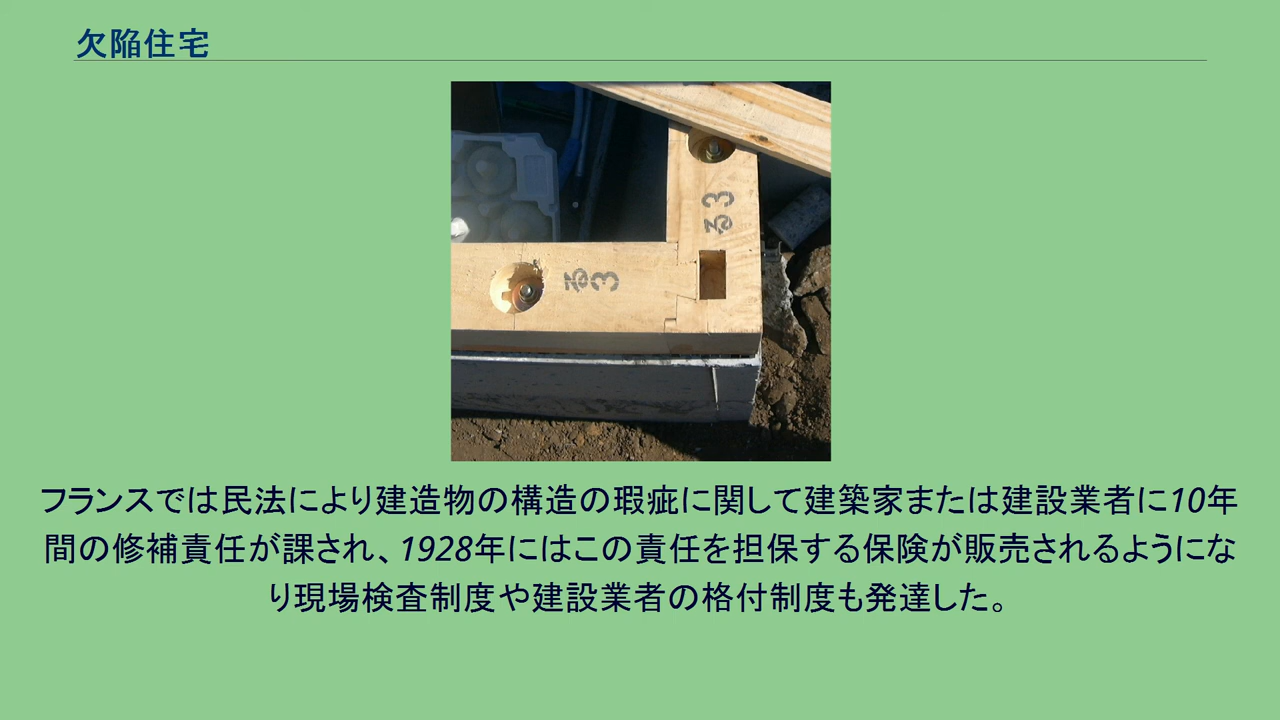 欠陥住宅
る3
る3
フランスでは民法により建造物の構造の瑕疵に関して建築家または建設業者に10年
間の修補責任が課され、1928年にはこの責任を担保する保険が販売されるようにな
り現場検査制度や建設業者の格付制度も発達した。